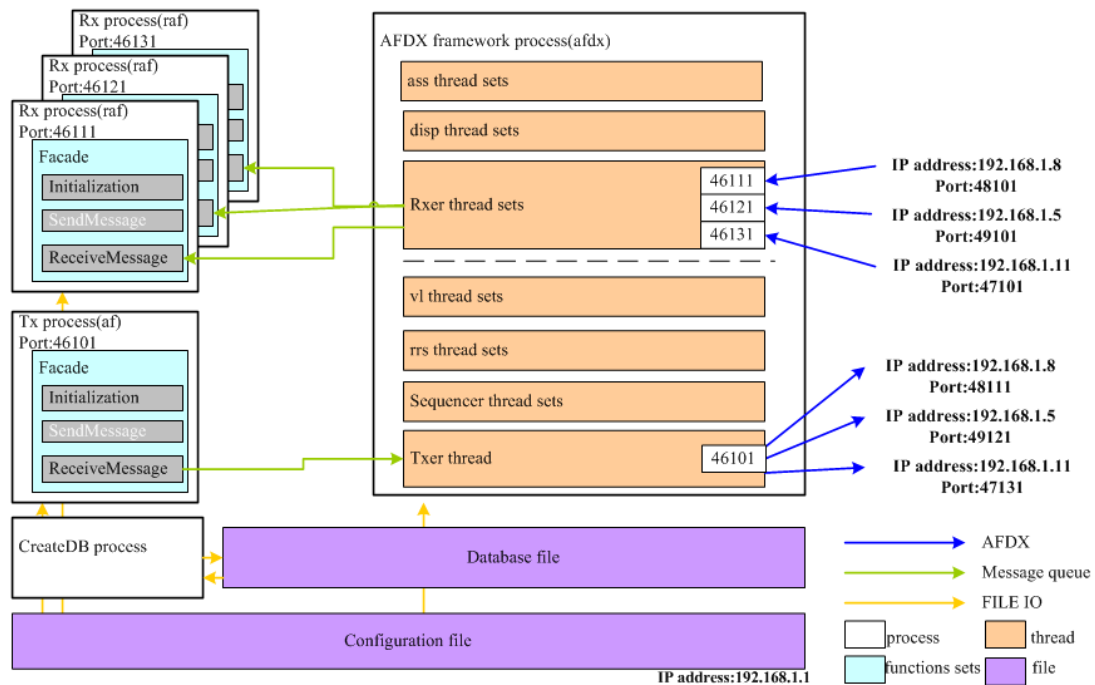 Rx process(raf)
Port:46131
Rx process(raf)
Port:46121
Rx process(raf)
Port:46111
Facade
Initialization
SendMessage
ReceiveMessage
Tx process(af)
Port:46101
Facade
Initialization
SendMessage
ReceiveMessage
CreateDB process
AFDX framework process(afdx)
ass thread sets
disp thread sets
Rxer thread sets
46111
46121
46131
vl thread sets
rrs thread sets
Sequencer thread sets
Txer thread
46101
IP address:192.168.1.8
Port:48101
IP address:192.168.1.5
Port:49101
IP address:192.168.1.11
Port:47101
IP address:192.168.1.8
Port:48111
IP address:192.168.1.5
Port:49121
IP address:192.168.1.11
Port:47131
Database file
Configuration file
IP address:192.168.1.1
AFDX
Message queue
FILE IO
process
thread
functions sets
file